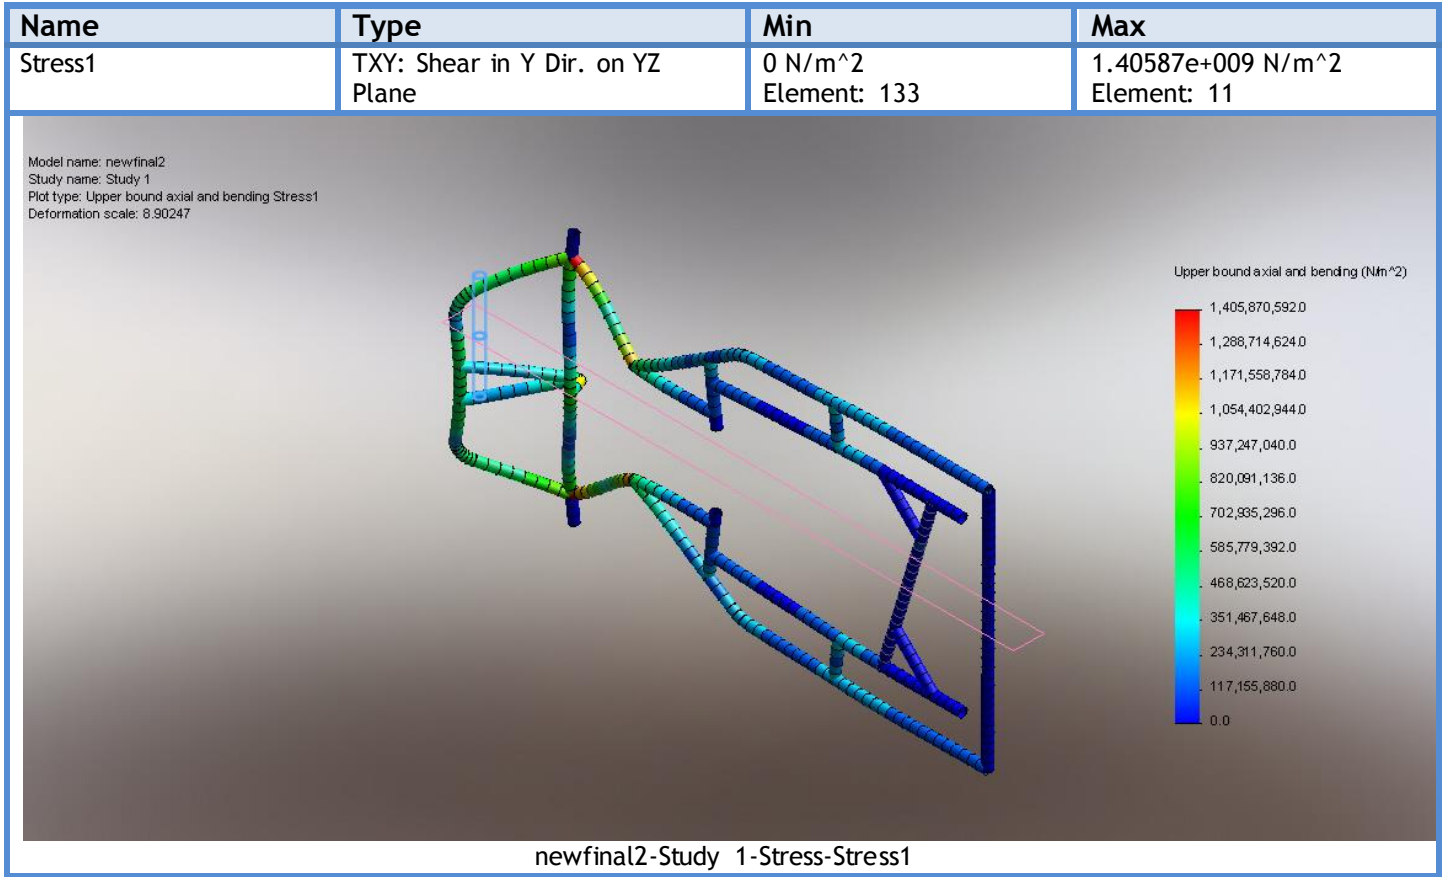 Name Type Min Max
Stress1 TXY: Shear in Y Dir. on YZ 0 N/m^2 1.40587e+009 N/m^2
Plane Element: 133 Element: 11
Model name: newfinal2
Study name: Study 1
Plot type: Upper bound axial and bending Stress1
Deformation scale: 8.90247
Upper bound axial and bending (N/m^2)
1,405,870,592.0
1,288,714,624.0
1,171,558,784.0
1,054,402,944.0
937,247,040.0
820,091,136.0
702,935,296.0
585,779,392.0
468,623,520.0
351,467,648.0
234,311,760.0
117,155,880.0
0.0
newfinal2-Study 1-Stress-Stress1